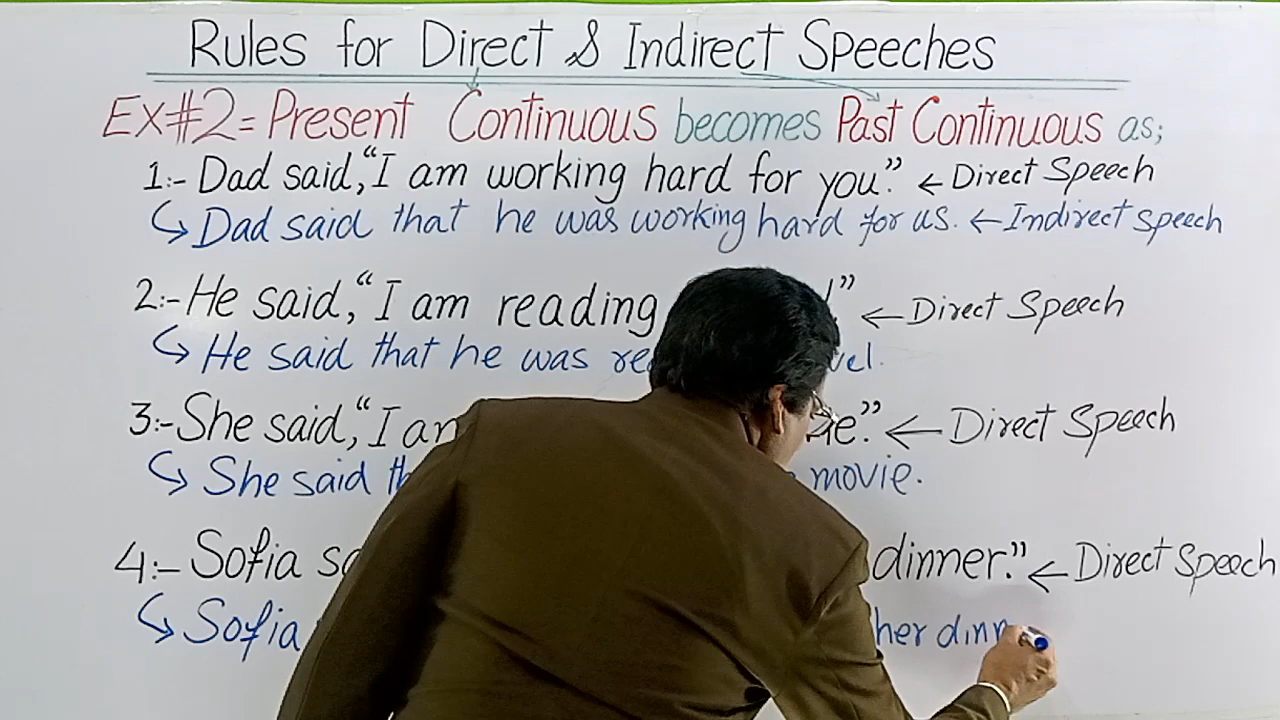 Rules for Direct & Indirect Speeches
EX#2= Present Continuous becomes Past Continuous as;
1:- Dad said, “I am working hard for you.” ← Direct Speech
↳ Dad said that he was working hard for us. ← Indirect speech
2:- He said, “I am reading ” ← Direct Speech
↳ He said that he was
3:- She said, “I ” ← Direct Speech
↳ She said movie.
4:- Sofia dinner.” ← Direct Speech
↳ Sofia her